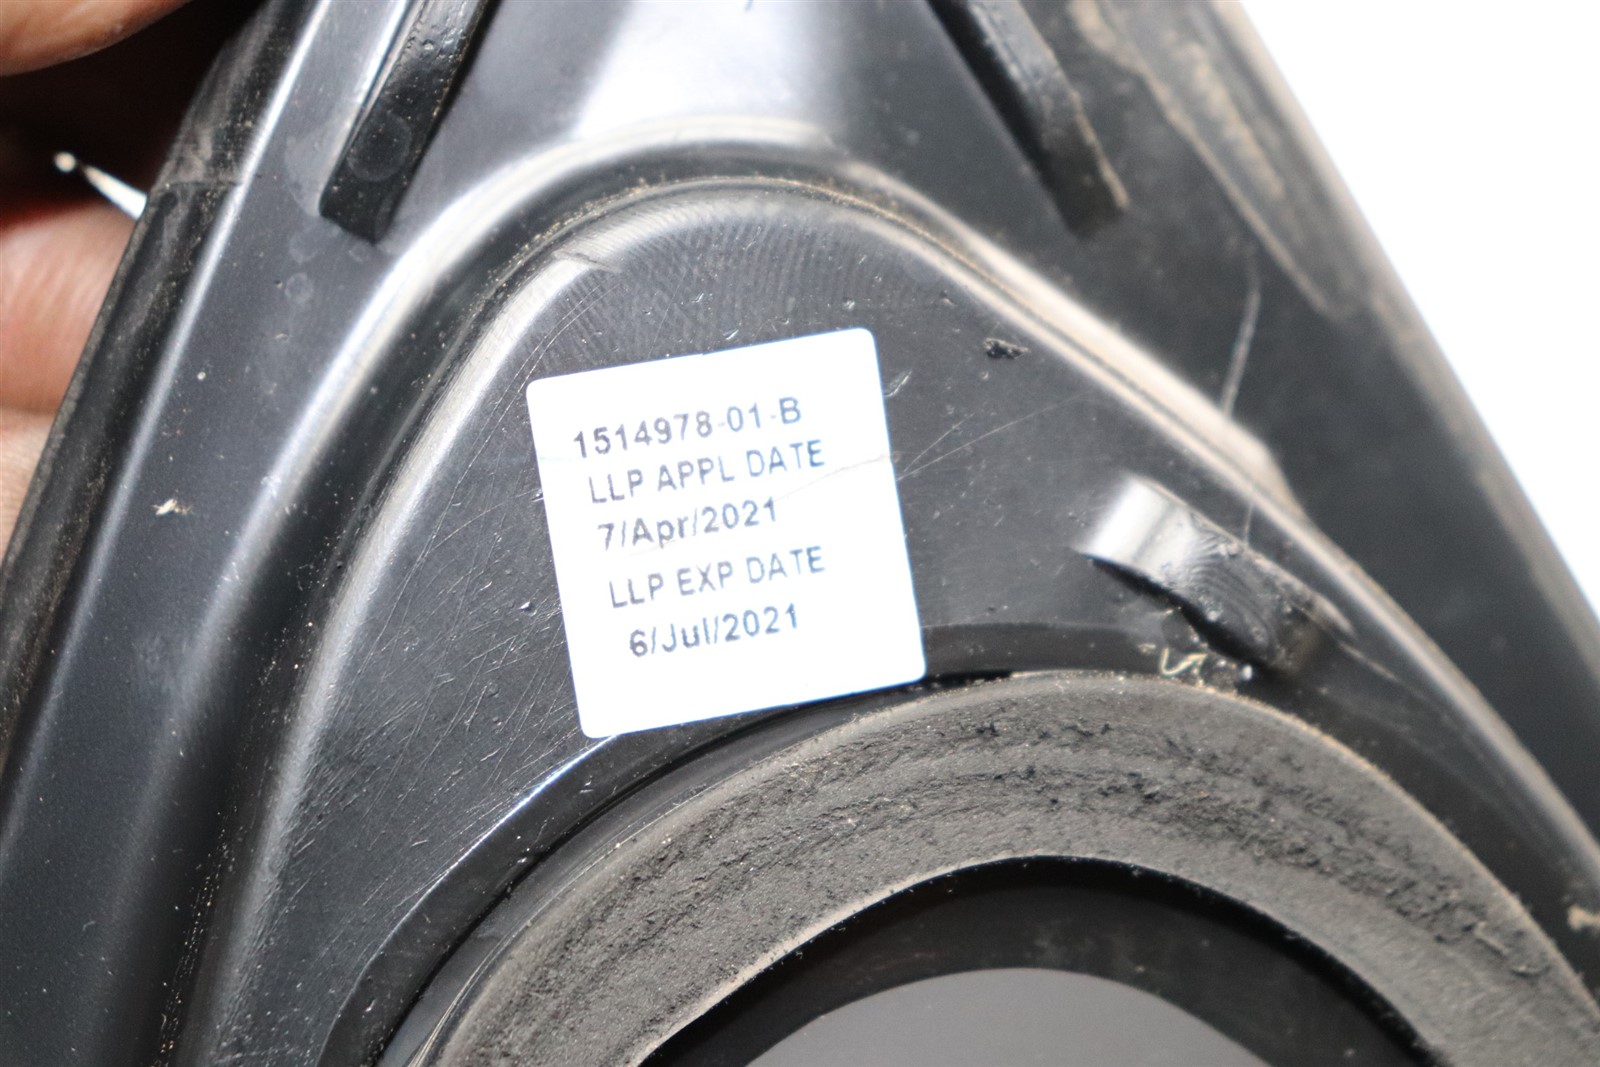 1514978-01-B
LLP APPL DATE
7/Apr/2021
LLP EXP DATE
6/Jul/2021